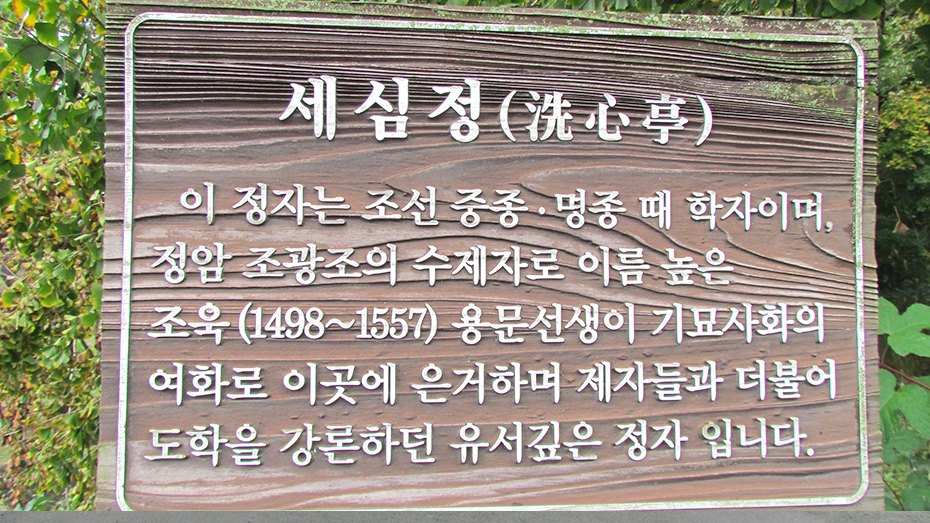 세심정(洗心亭)
이 정자는 조선 중종·명종 때 학자이며,
정암 조광조의 수제자로 이름 높은
조욱(1498~1557) 용문선생이 기묘사화의
여화로 이곳에 은거하며 제자들과 더불어
도학을 강론하던 유서깊은 정자 입니다.